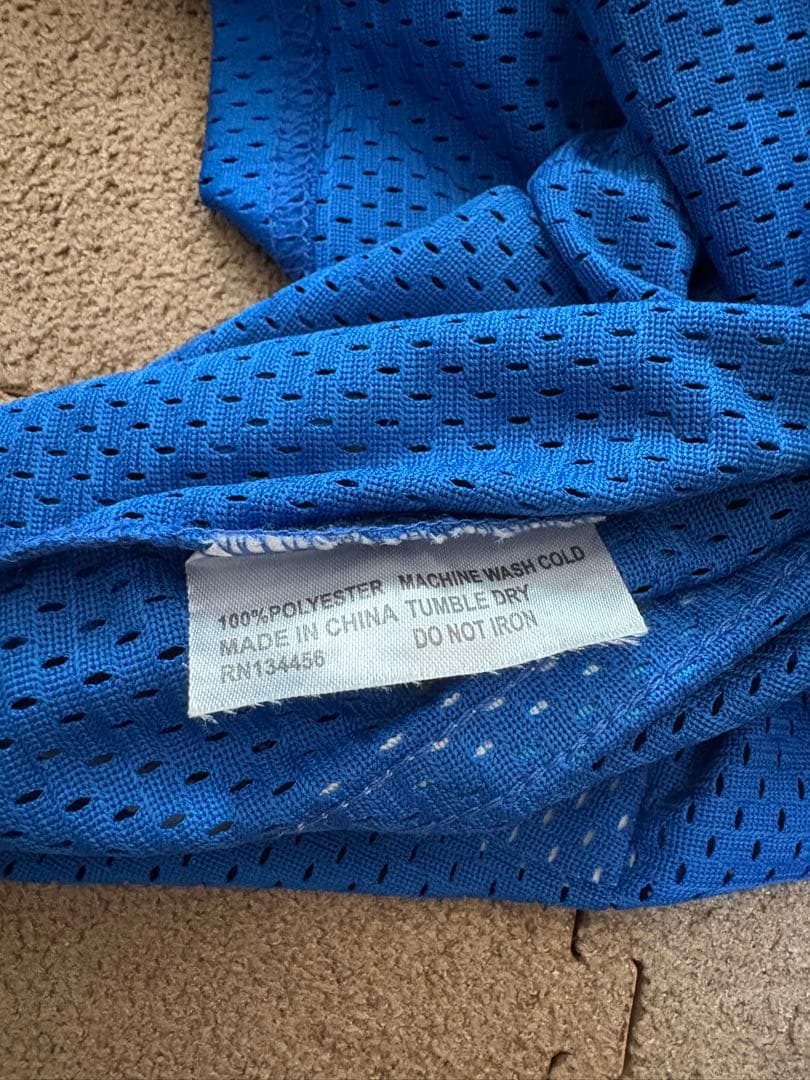 100%POLYESTER MACHINE WASH COLD
MADE IN CHINA TUMBLE DRY
RN134456 DO NOT IRON